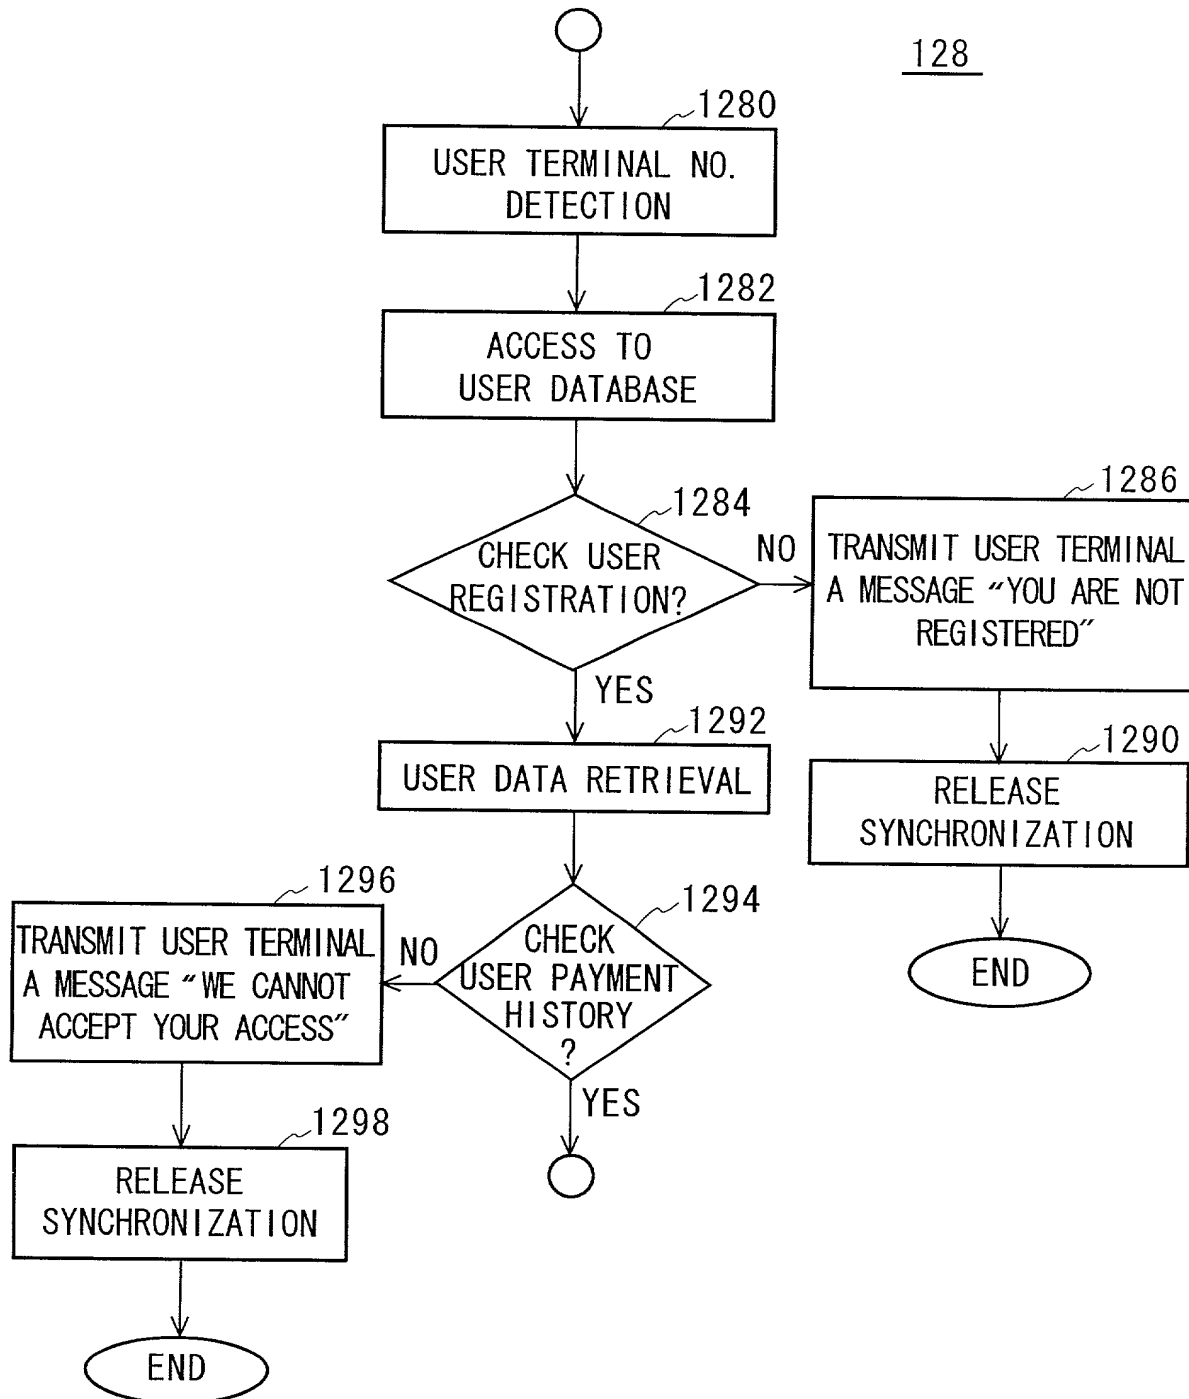 128
1280
USER TERMINAL NO.
DETECTION
1282
ACCESS TO
USER DATABASE
1284
CHECK USER
REGISTRATION?
NO
1286
TRANSMIT USER TERMINAL
A MESSAGE “YOU ARE NOT
REGISTERED”
YES
1290
RELEASE
SYNCHRONIZATION
END
1292
USER DATA RETRIEVAL
1294
CHECK
USER PAYMENT
HISTORY
?
NO
1296
TRANSMIT USER TERMINAL
A MESSAGE “WE CANNOT
ACCEPT YOUR ACCESS”
YES
1298
RELEASE
SYNCHRONIZATION
END